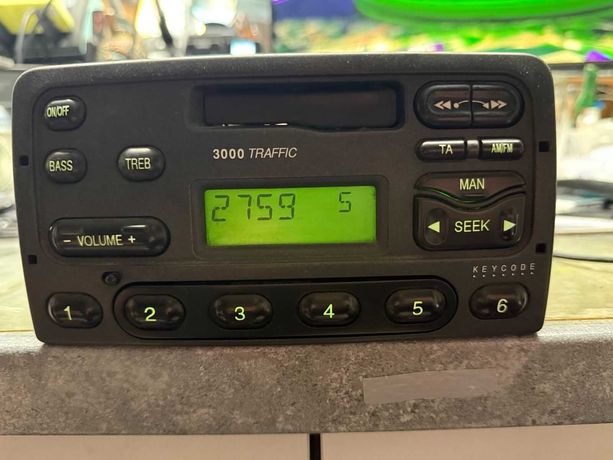 ON/OFF
BASS
TREB
3000 TRAFFIC
2759 5
TA
AM/FM
MAN
SEEK
− VOLUME +
KEYCODE
1
2
3
4
5
6